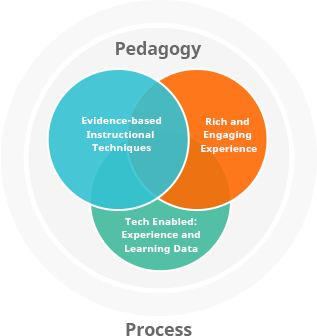 Pedagogy
Evidence-based
Instructional
Techniques
Rich and
Engaging
Experience
Tech Enabled:
Experience and
Learning Data
Process